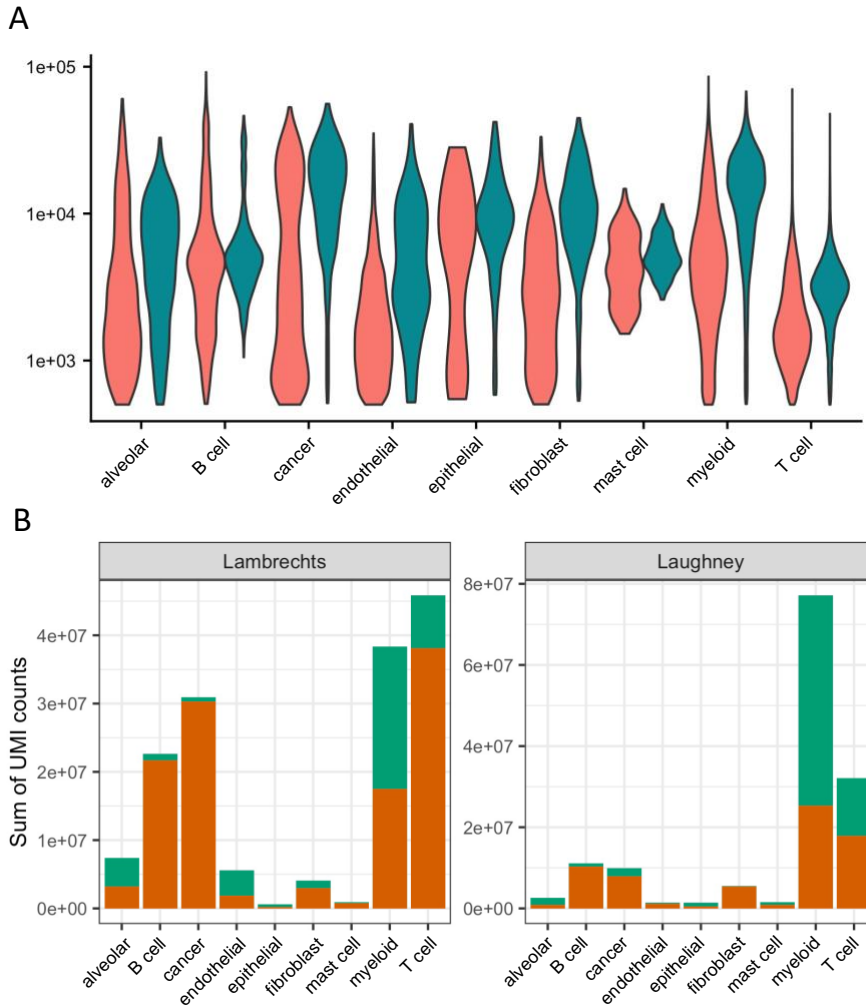 A
1e+05
1e+04
1e+03
alveolar
B cell
cancer
endothelial
epithelial
fibroblast
mast cell
myeloid
T cell
B
Lambrechts
Laughney
Sum of UMI counts
4e+07
3e+07
2e+07
1e+07
0e+00
8e+07
6e+07
4e+07
2e+07
0e+00
alveolar
B cell
cancer
endothelial
epithelial
fibroblast
mast cell
myeloid
T cell
alveolar
B cell
cancer
endothelial
epithelial
fibroblast
mast cell
myeloid
T cell